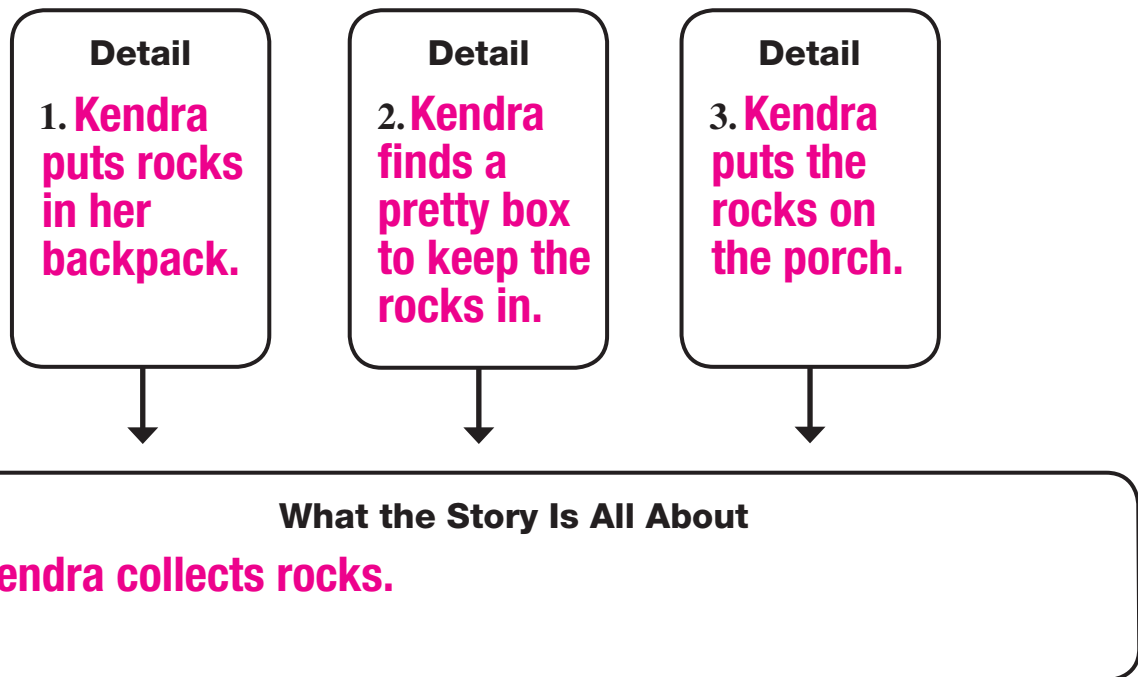 Detail
1. Kendra
puts rocks
in her
backpack.
Detail
2. Kendra
finds a
pretty box
to keep the
rocks in.
Detail
3. Kendra
puts the
rocks on
the porch.
What the Story Is All About
endra collects rocks.